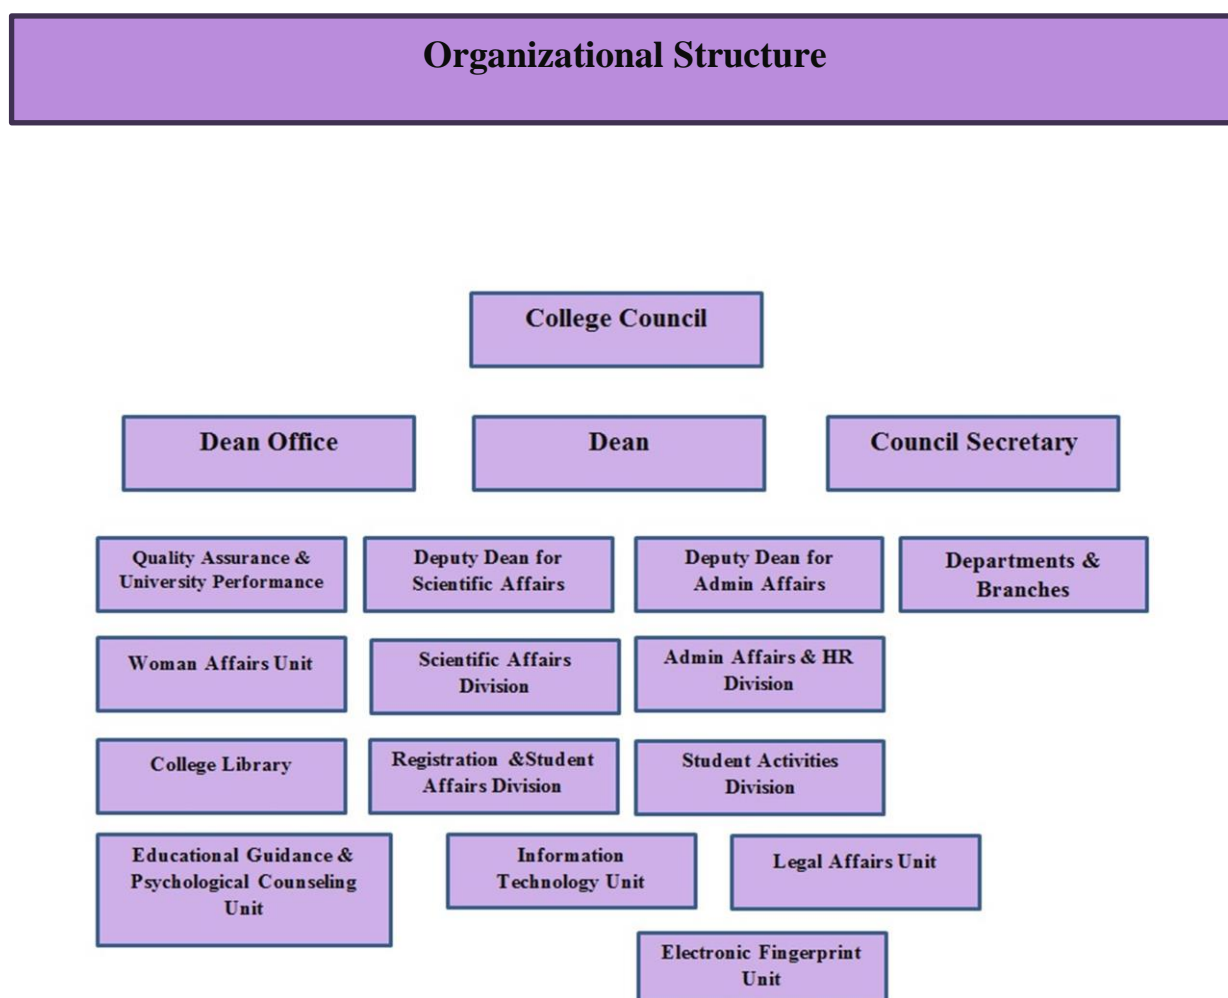 Organizational Structure
College Council
Dean Office
Dean
Council Secretary
Quality Assurance &
University Performance
Deputy Dean for
Scientific Affairs
Deputy Dean for
Admin Affairs
Departments &
Branches
Woman Affairs Unit
Scientific Affairs
Division
Admin Affairs & HR
Division
College Library
Registration &Student
Affairs Division
Student Activities
Division
Educational Guidance &
Psychological Counseling
Unit
Information
Technology Unit
Legal Affairs Unit
Electronic Fingerprint
Unit